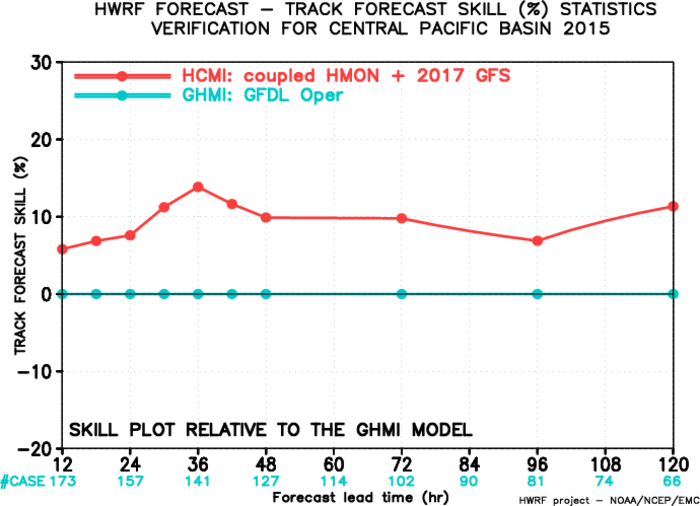 HWRF FORECAST – TRACK FORECAST SKILL (%) STATISTICS
VERIFICATION FOR CENTRAL PACIFIC BASIN 2015
HCMI: coupled HMON + 2017 GFS
GHMI: GFDL Oper
TRACK FORECAST SKILL (%)
30
20
10
0
–10
–20
SKILL PLOT RELATIVE TO THE GHMI MODEL
12 24 36 48 60 72 84 96 108 120
#CASE 173 157 141 127 114 102 90 81 74 66
Forecast lead time (hr)
HWRF project – NOAA/NCEP/EMC